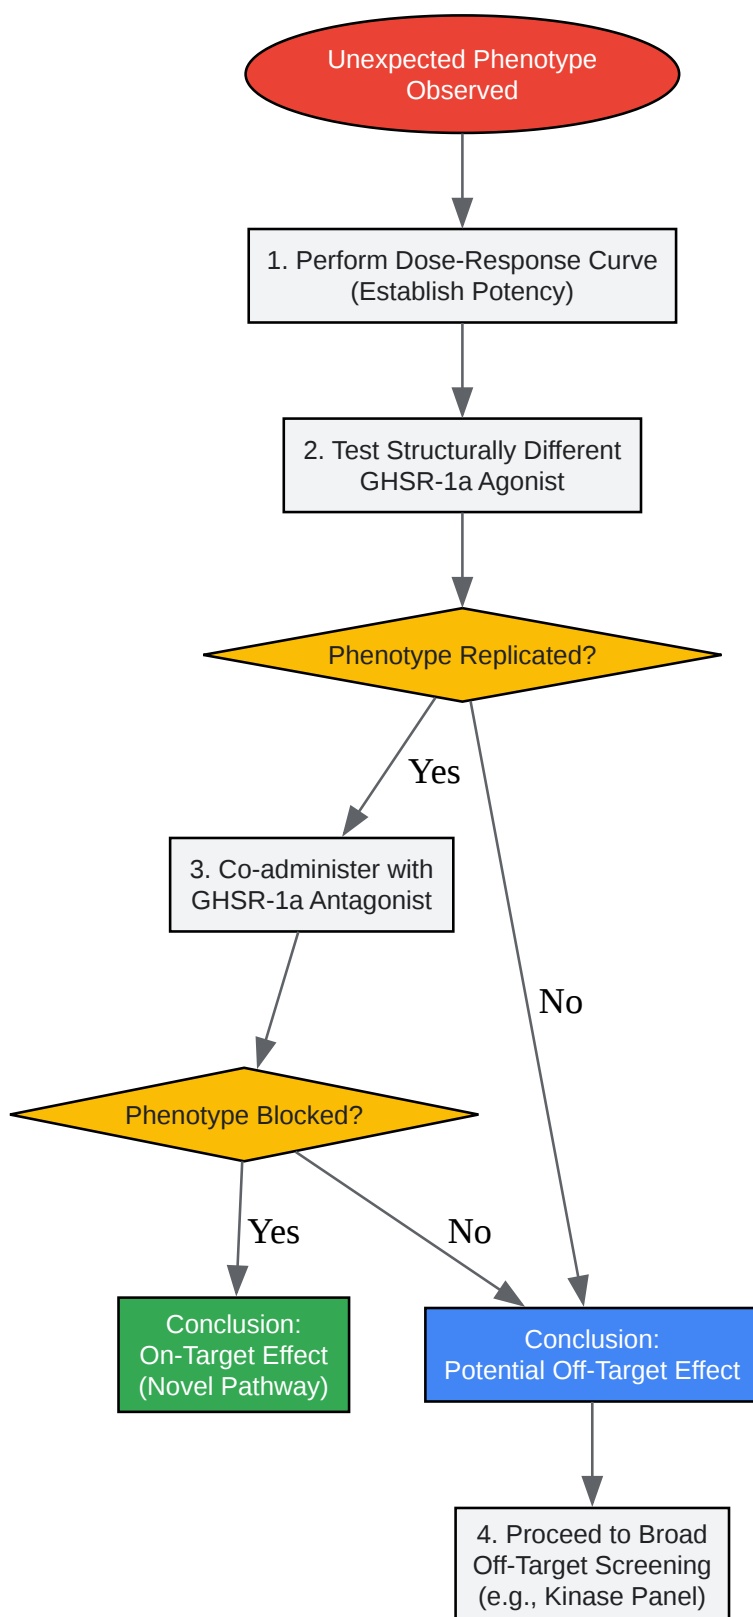 Unexpected Phenotype
Observed
1. Perform Dose-Response Curve
(Establish Potency)
2. Test Structurally Different
GHSR-1a Agonist
Phenotype Replicated?
Yes
3. Co-administer with
GHSR-1a Antagonist
No
Phenotype Blocked?
Yes
No
Conclusion:
On-Target Effect
(Novel Pathway)
Conclusion:
Potential Off-Target Effect
4. Proceed to Broad
Off-Target Screening
(e.g., Kinase Panel)